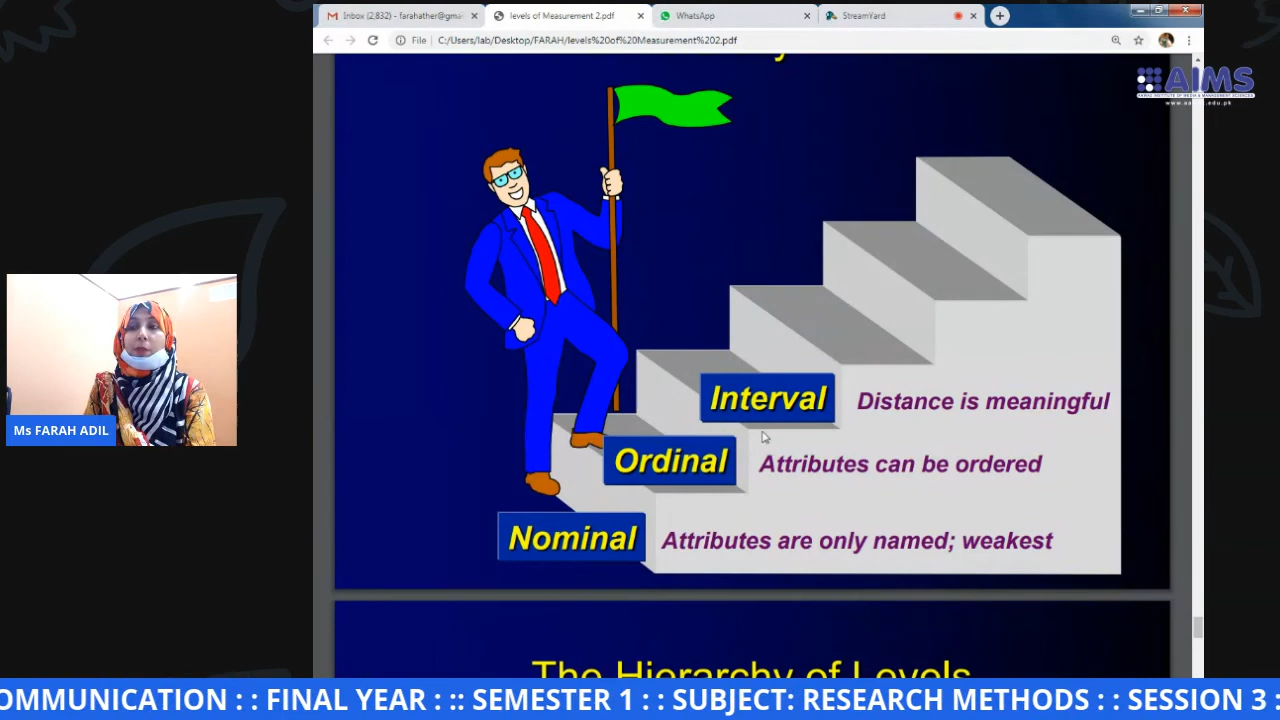 Inbox (2,832) - farahather@gma
levels of Measurement 2.pdf
WhatsApp
StreamYard
File
C:/Users/lab/Desktop/FARAH/levels%20of%20Measurement%202.pdf
AIMS
Interval Distance is meaningful
Ordinal Attributes can be ordered
Nominal Attributes are only named; weakest
The Hierarchy of Levels
Ms FARAH ADIL
OMMUNICATION : : FINAL YEAR : :: SEMESTER 1 : : SUBJECT: RESEARCH METHODS : : SESSION 3 :